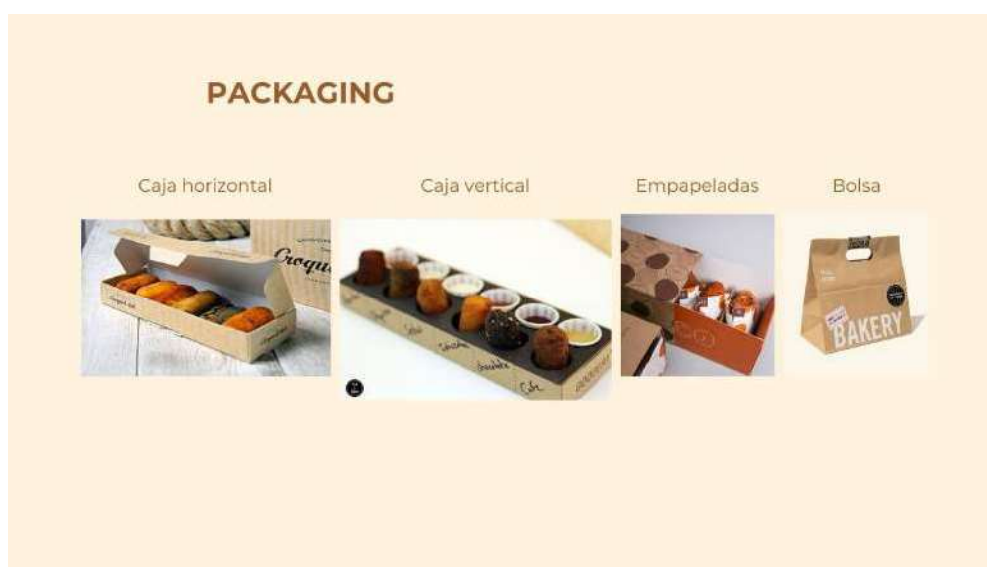 PACKAGING
Caja horizontal
Caja vertical
Empapeladas
Bolsa
BAKERY